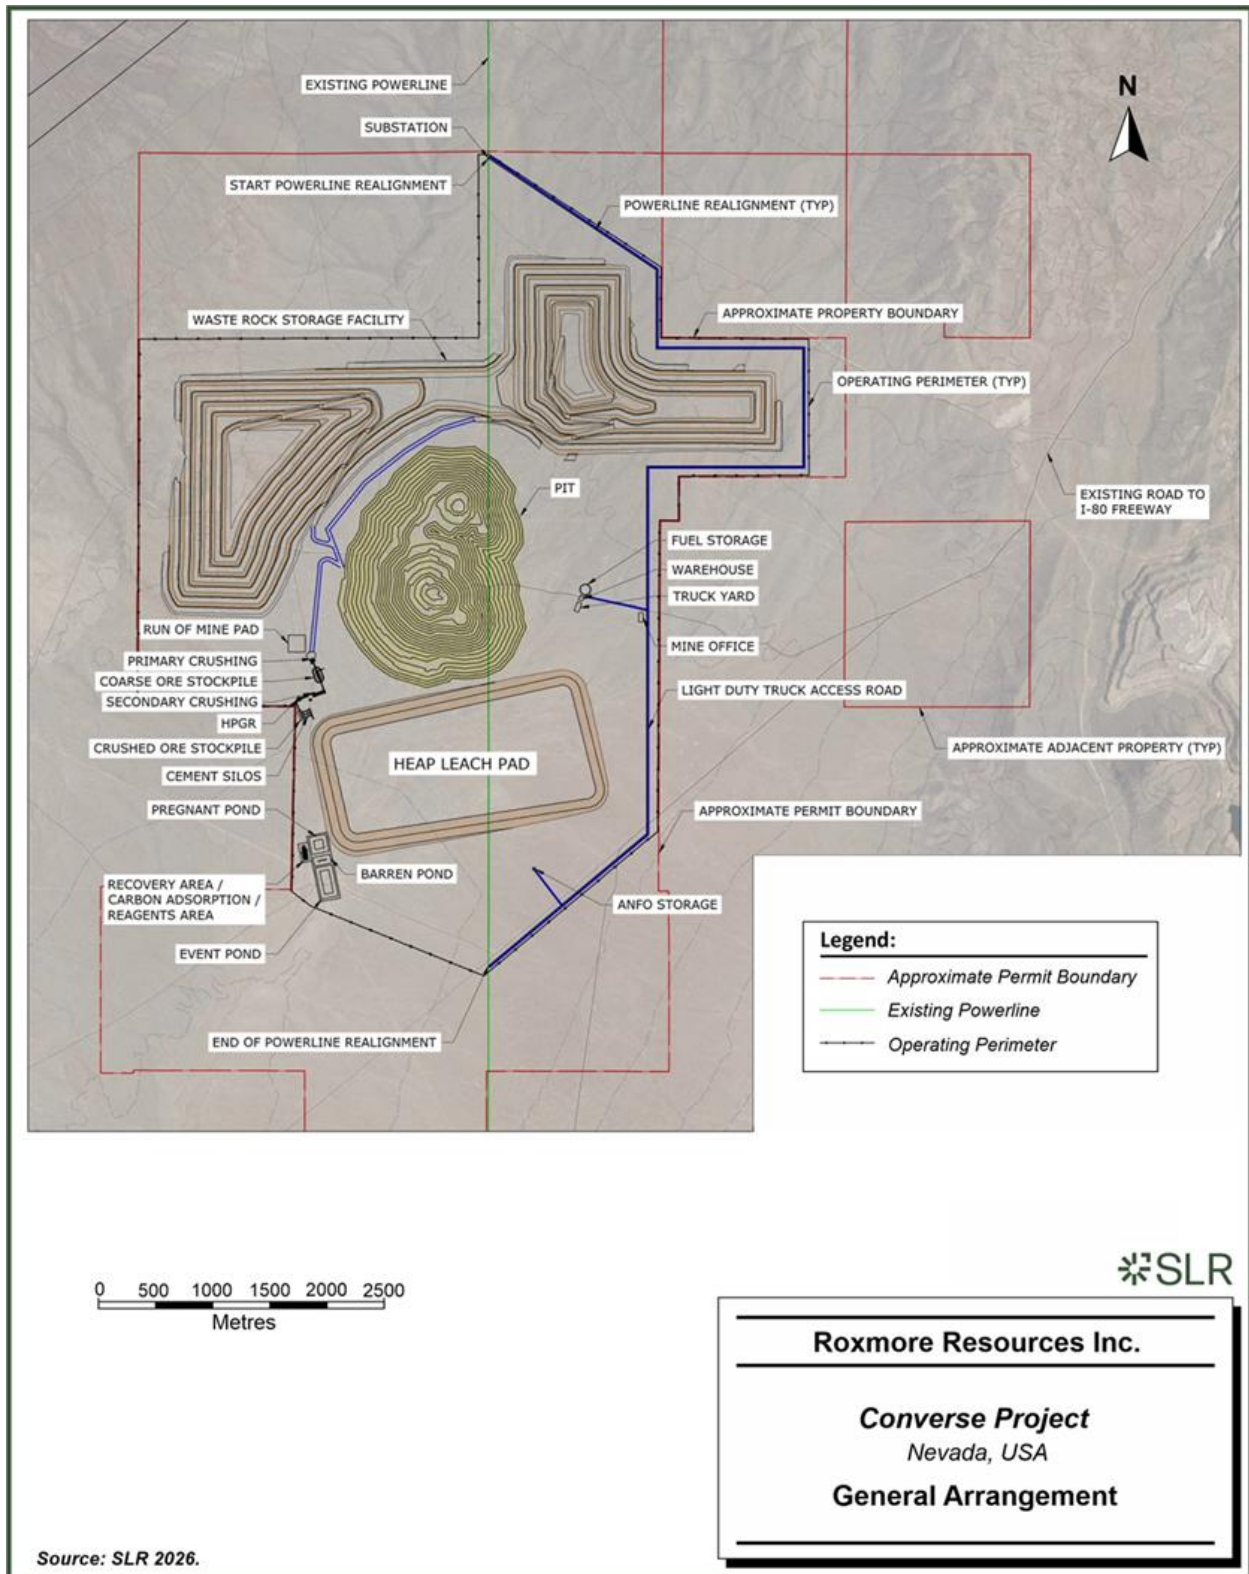 EXISTING POWERLINE
N
SUBSTATION
START POWERLINE REALIGNMENT
POWERLINE REALIGNMENT (TYP)
WASTE ROCK STORAGE FACILITY
APPROXIMATE PROPERTY BOUNDARY
OPERATING PERIMETER (TYP)
PIT
EXISTING ROAD TO
I-80 FREEWAY
FUEL STORAGE
WAREHOUSE
TRUCK YARD
RUN OF MINE PAD
MINE OFFICE
PRIMARY CRUSHING
COARSE ORE STOCKPILE
LIGHT DUTY TRUCK ACCESS ROAD
SECONDARY CRUSHING
HPGR
CRUSHED ORE STOCKPILE
APPROXIMATE ADJACENT PROPERTY (TYP)
HEAP LEACH PAD
CEMENT SILOS
PREGNANT POND
APPROXIMATE PERMIT BOUNDARY
BARREN POND
RECOVERY AREA /
CARBON ADSORPTION /
REAGENTS AREA
ANFO STORAGE
EVENT POND
END OF POWERLINE REALIGNMENT
Legend:
Approximate Permit Boundary
Existing Powerline
Operating Perimeter
0 500 1000 1500 2000 2500
Metres
SLR
Roxmore Resources Inc.
Converse Project
Nevada, USA
General Arrangement
Source: SLR 2026.